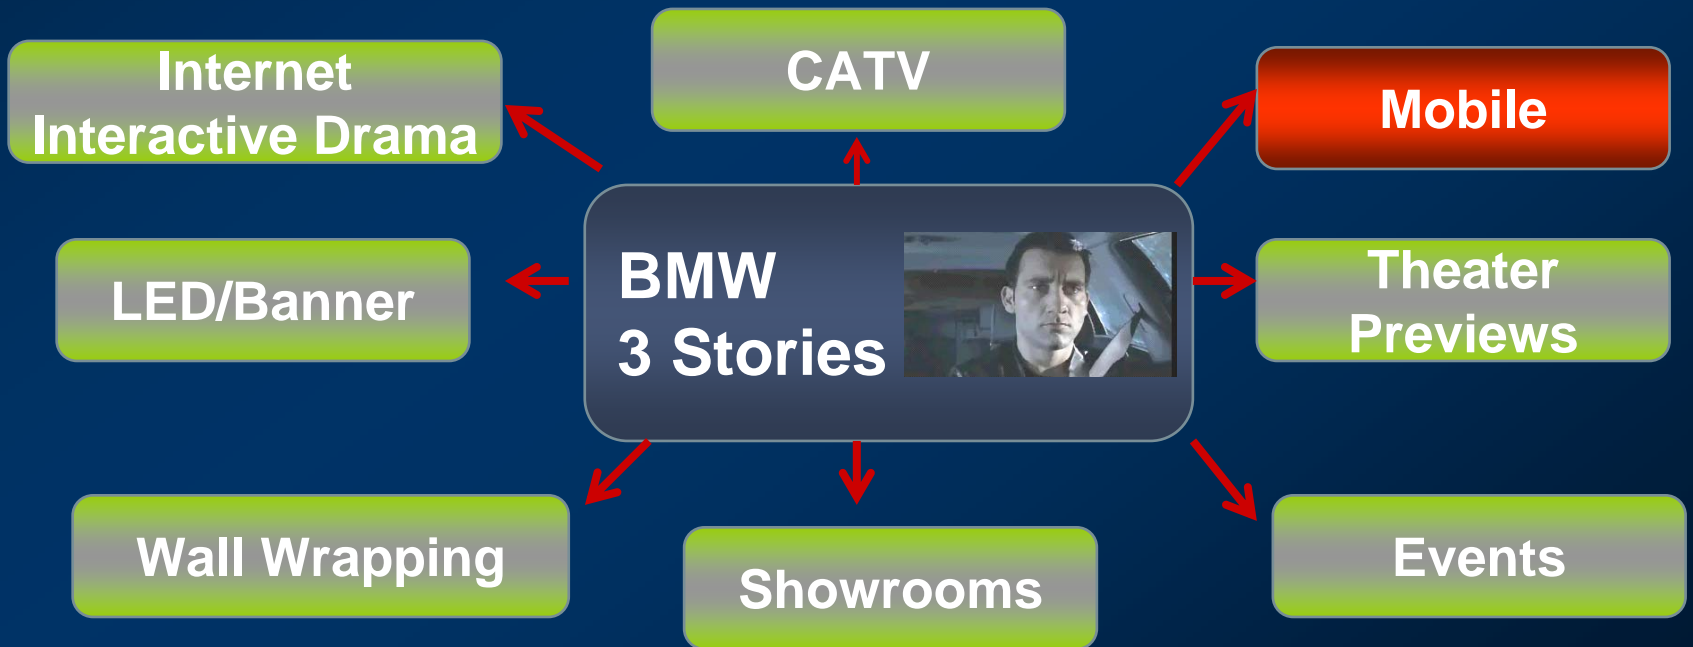 Internet
Interactive Drama
CATV
Mobile
LED/Banner
BMW
3 Stories
Theater
Previews
Wall Wrapping
Showrooms
Events